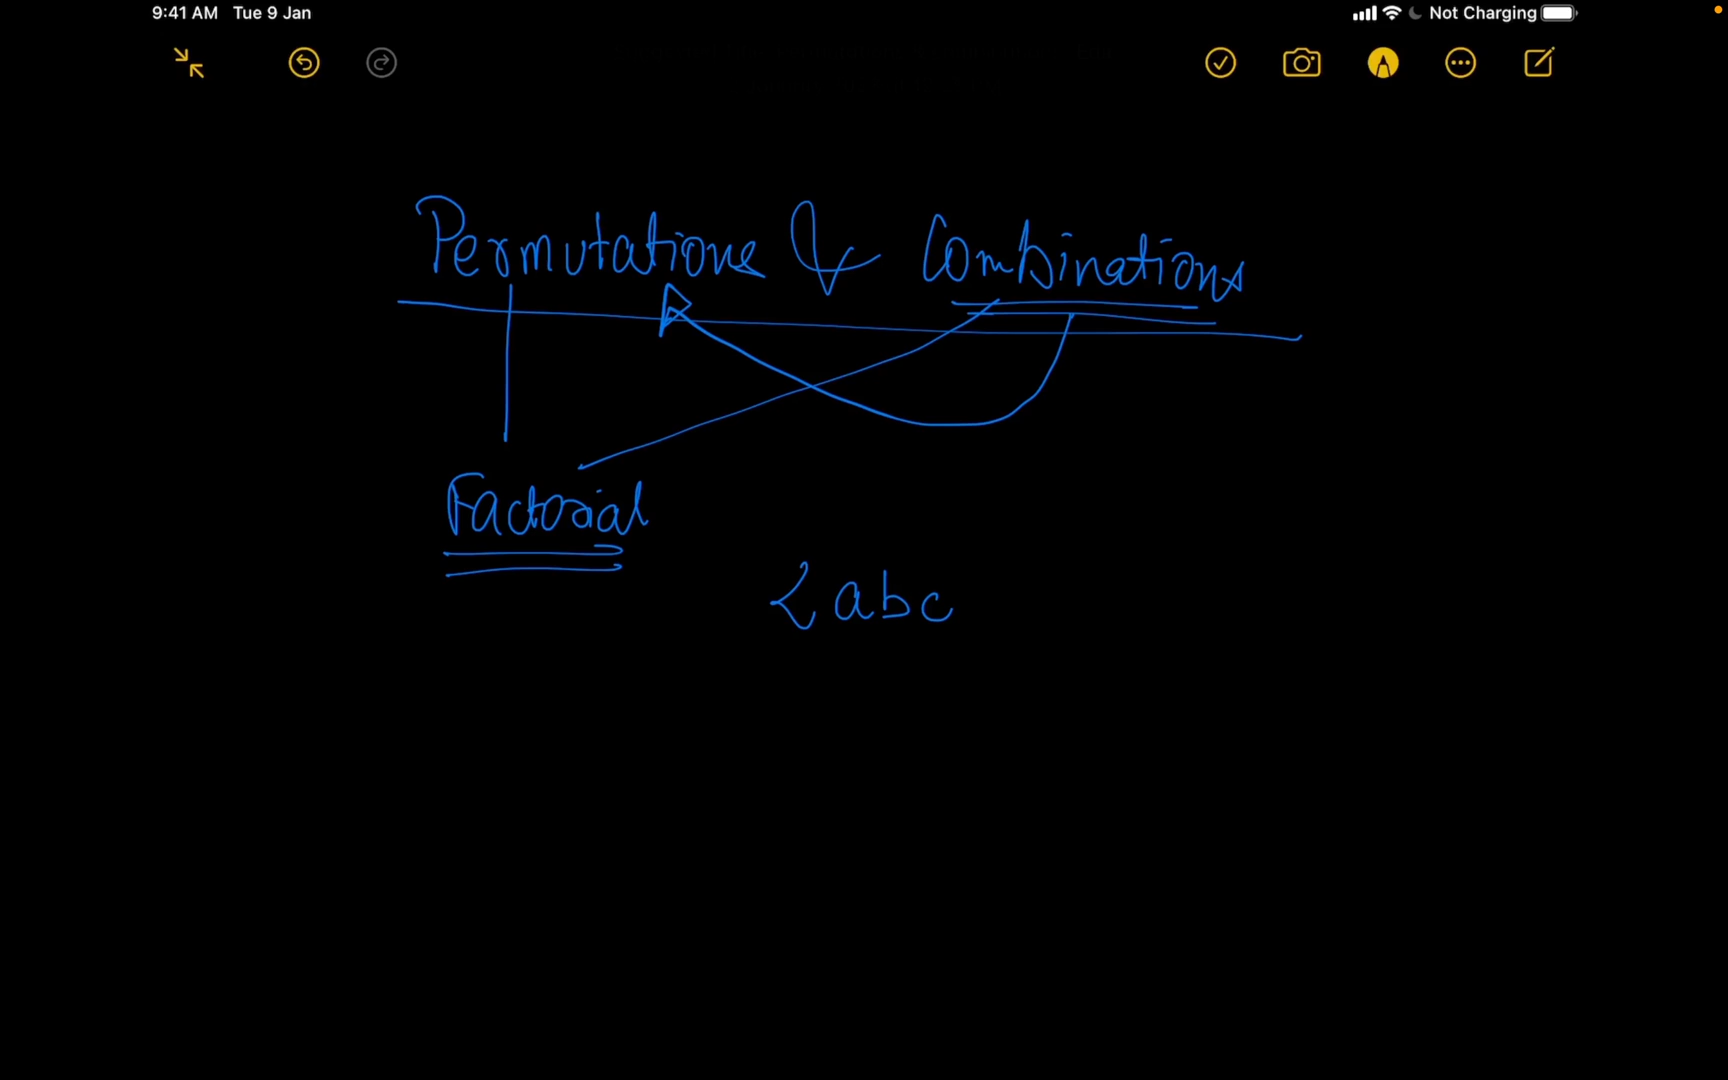 9:41 AM Tue 9 Jan Not Charging
Permutations & Combinations
Factorial
{ abc